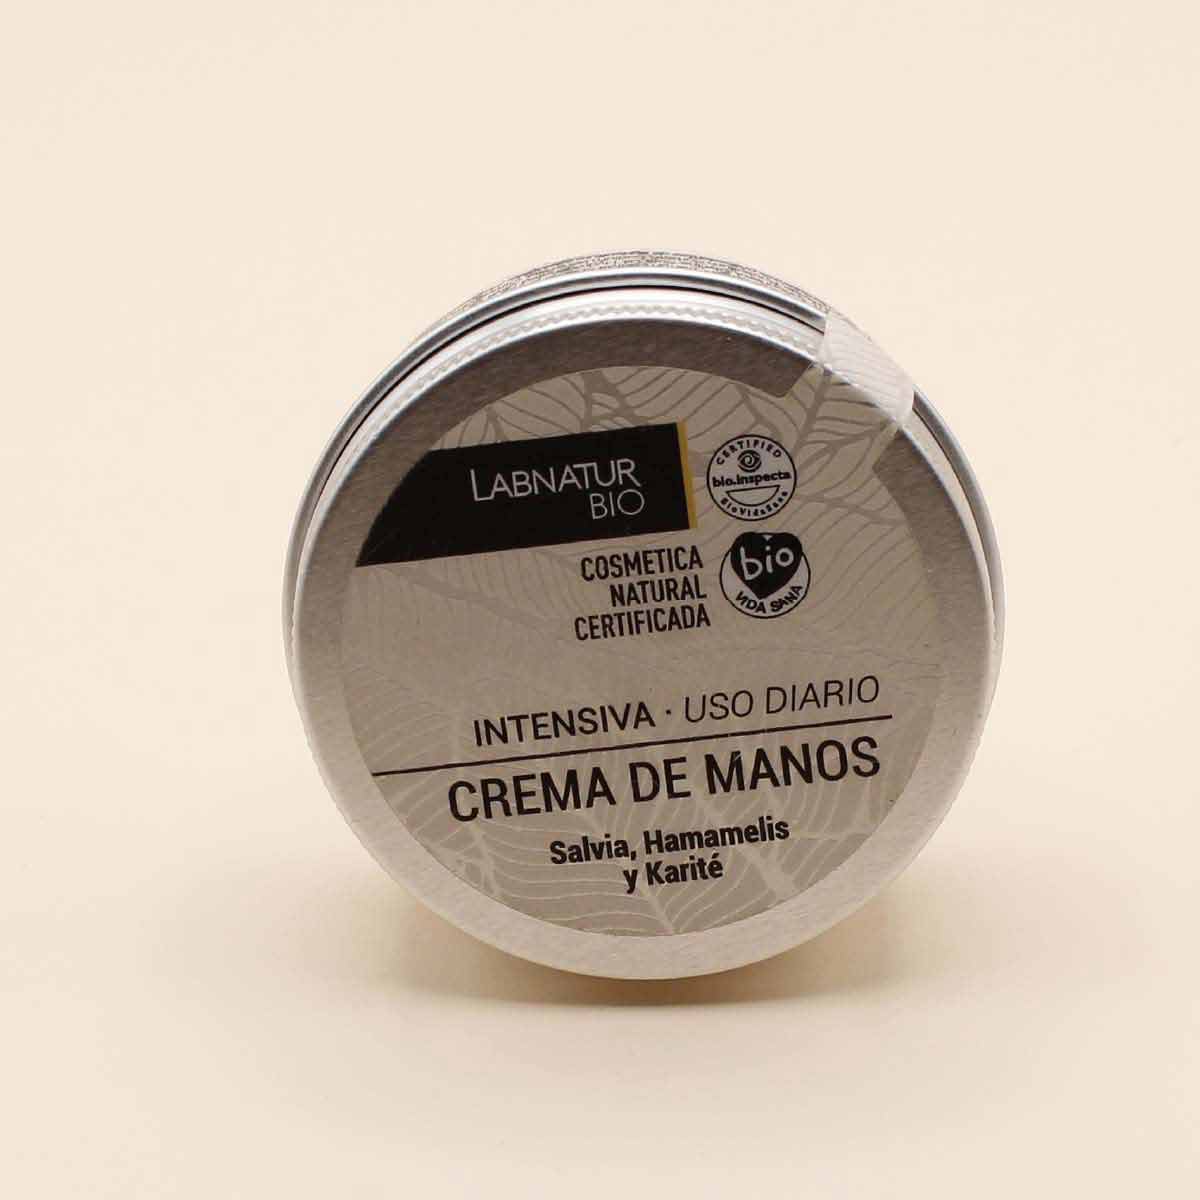 LABNATUR
BIO
CERTIFIED
bio.inspecta
BioVidaSana
COSMETICA
NATURAL
CERTIFICADA
bio
VIDA SANA
INTENSIVA · USO DIARIO
CREMA DE MANOS
Salvia, Hamamelis
y Karité